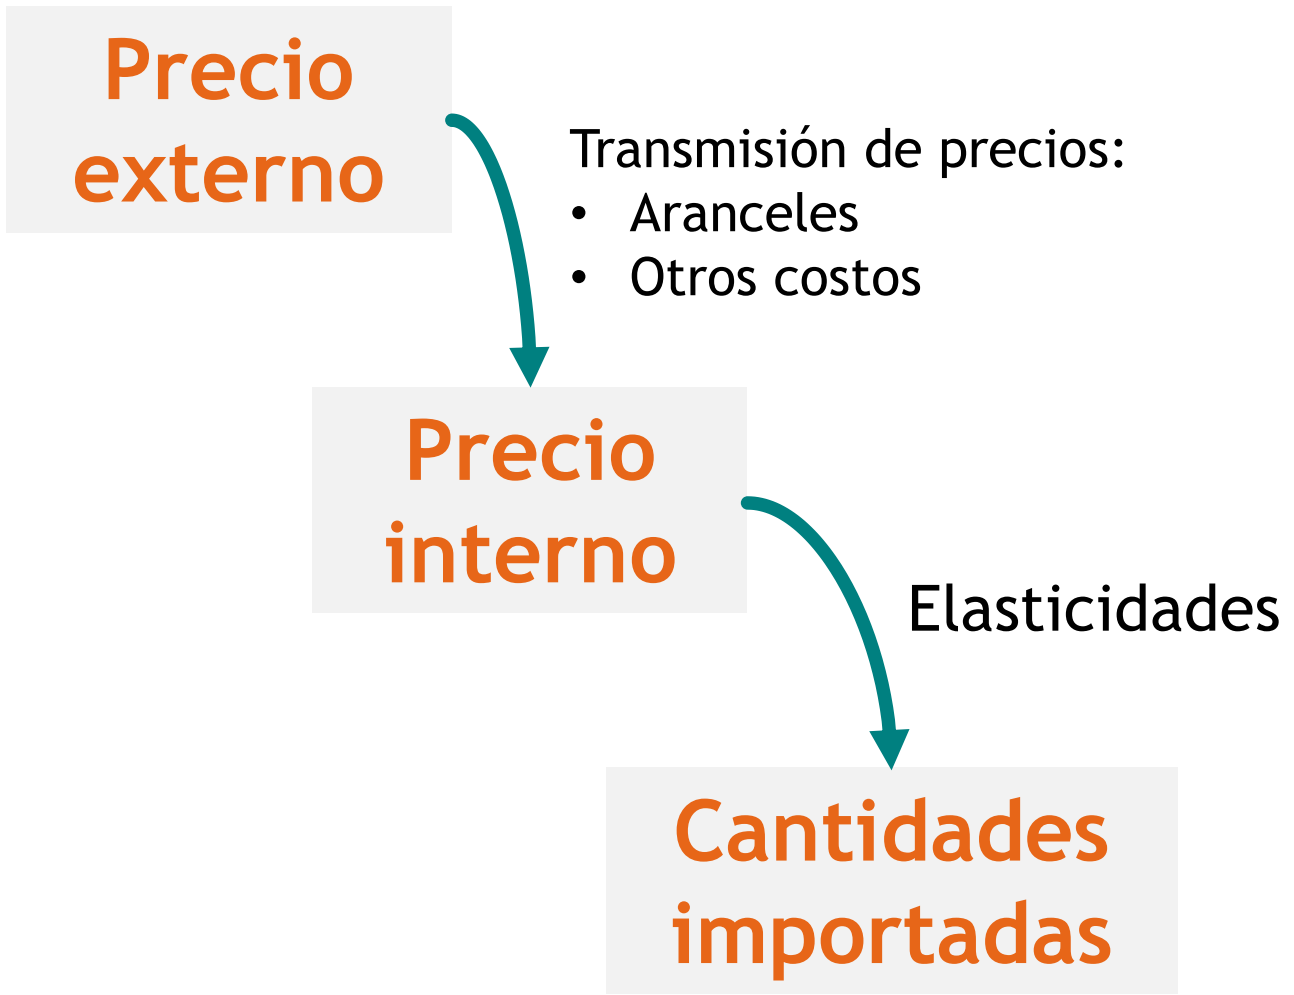 Precio
externo
Transmisión de precios:
• Aranceles
• Otros costos
Precio
interno
Elasticidades
Cantidades
importadas